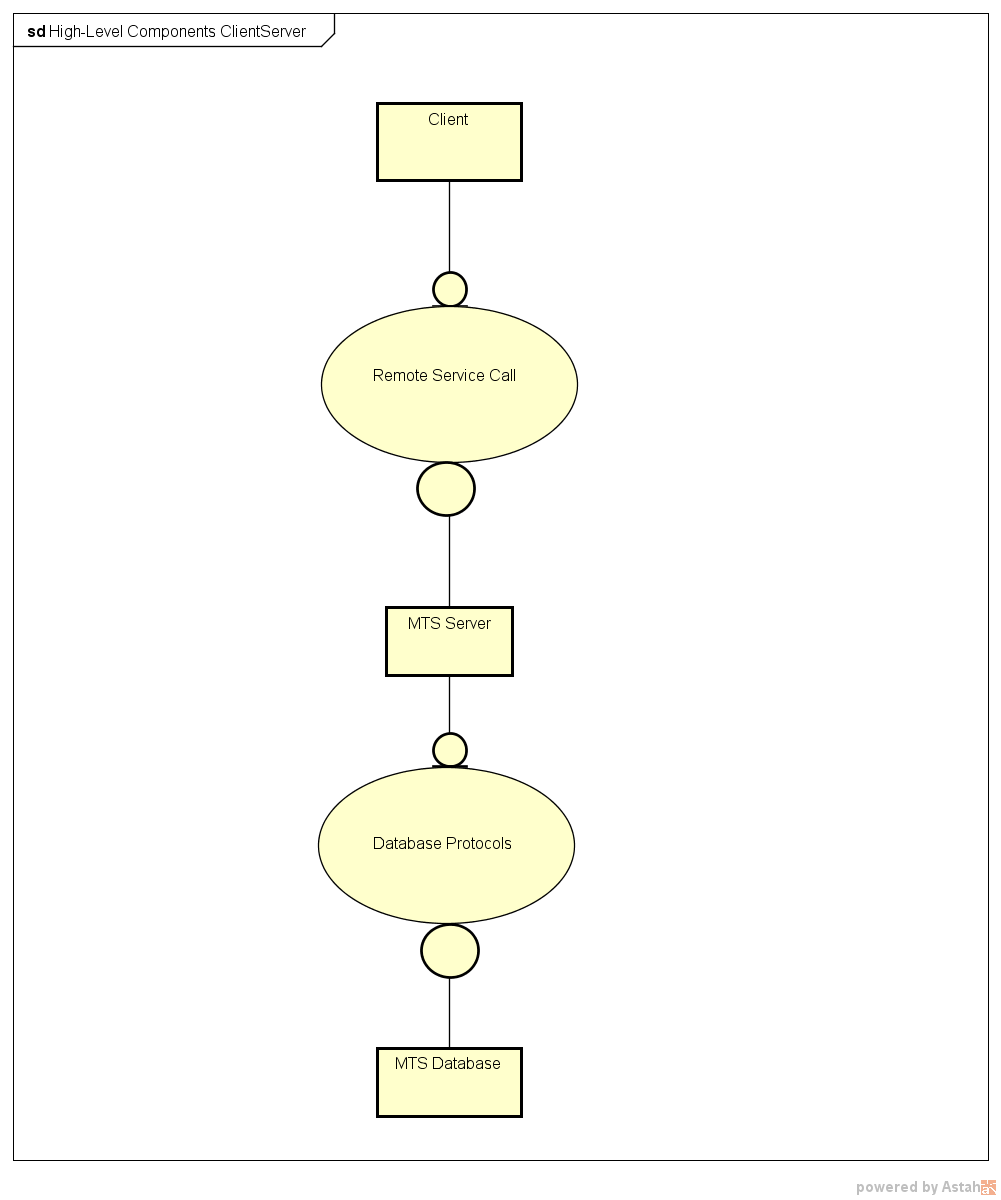 sd High-Level Components ClientServer
Client
Remote Service Call
MTS Server
Database Protocols
MTS Database
powered by Astah